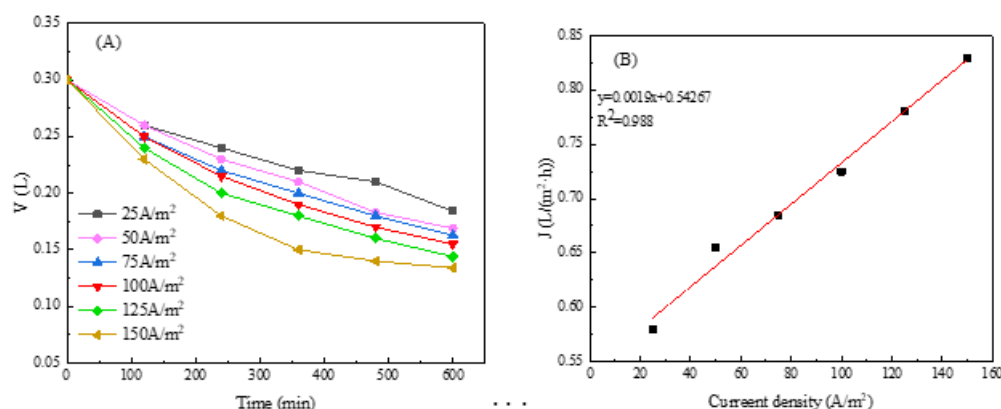 (A)
V (L)
0.35
0.30
0.25
0.20
0.15
0.10
0.05
25A/m²
50A/m²
75A/m²
100A/m²
125A/m²
150A/m²
0 100 200 300 400 500 600
Time (min)
. . .
(B)
y=0.0019x+0.54267
R²=0.988
J (L/(m²·h))
0.85
0.80
0.75
0.70
0.65
0.60
0.55
0 20 40 60 80 100 120 140 160
Curreent density (A/m²)